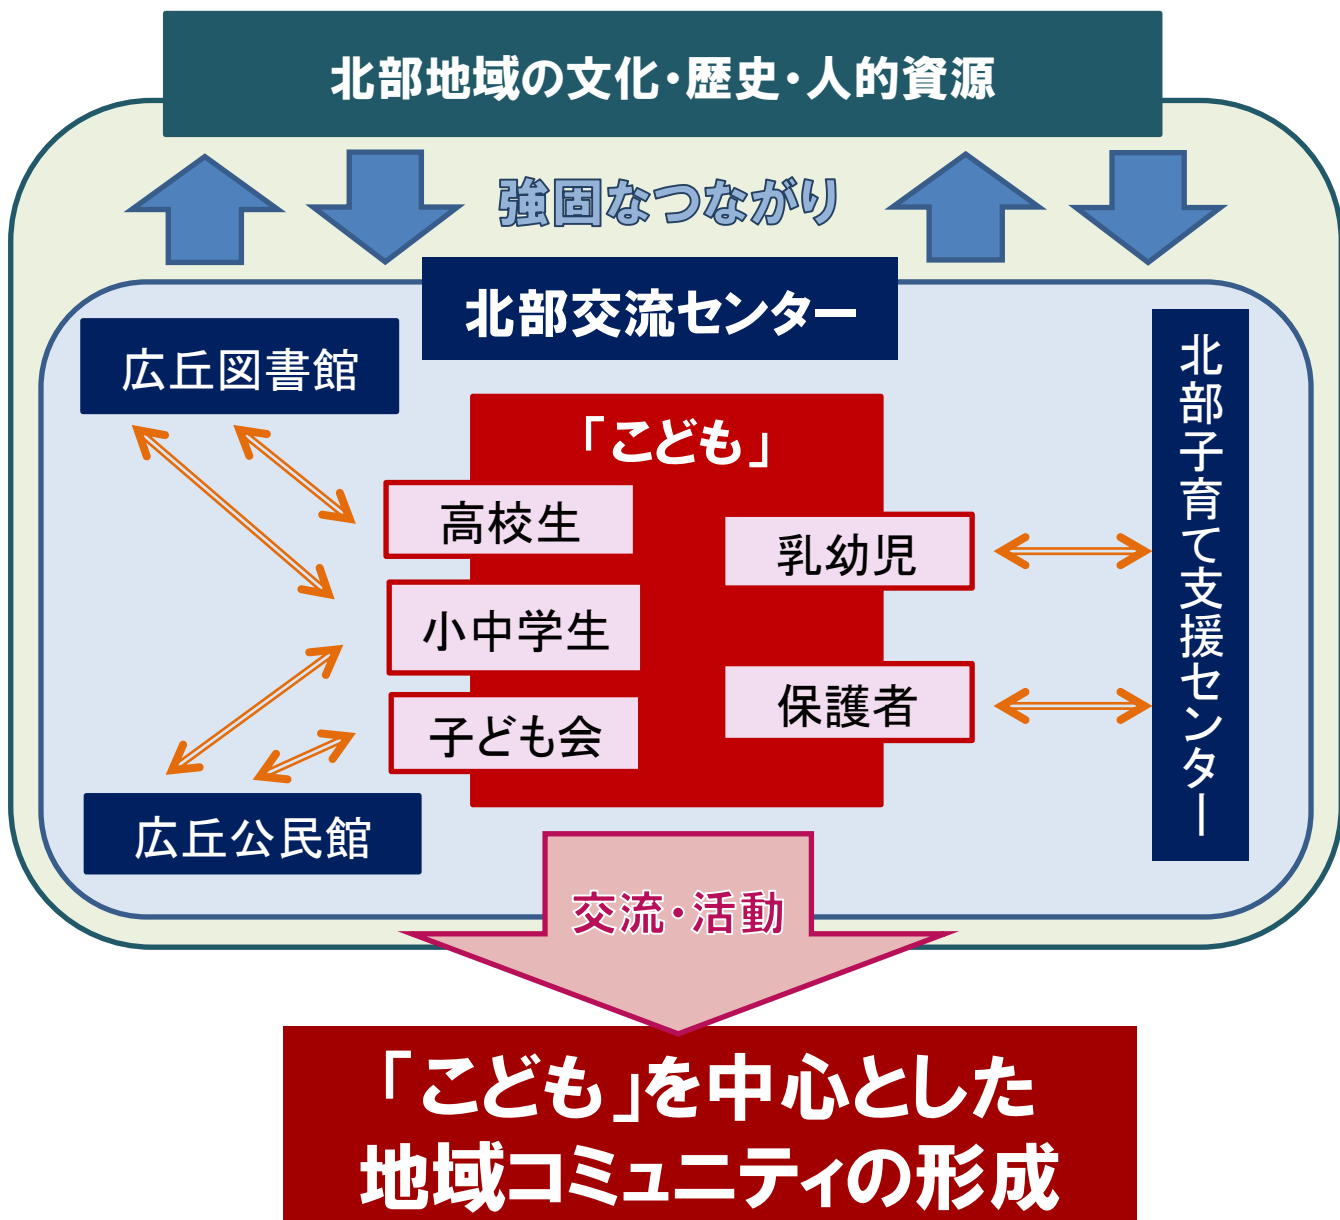 北部地域の文化・歴史・人的資源
強固なつながり
北部交流センター
広丘図書館
「こども」
高校生
小中学生
子ども会
乳幼児
保護者
北部子育て支援センター
広丘公民館
交流・活動
「こども」を中心とした
地域コミュニティの形成